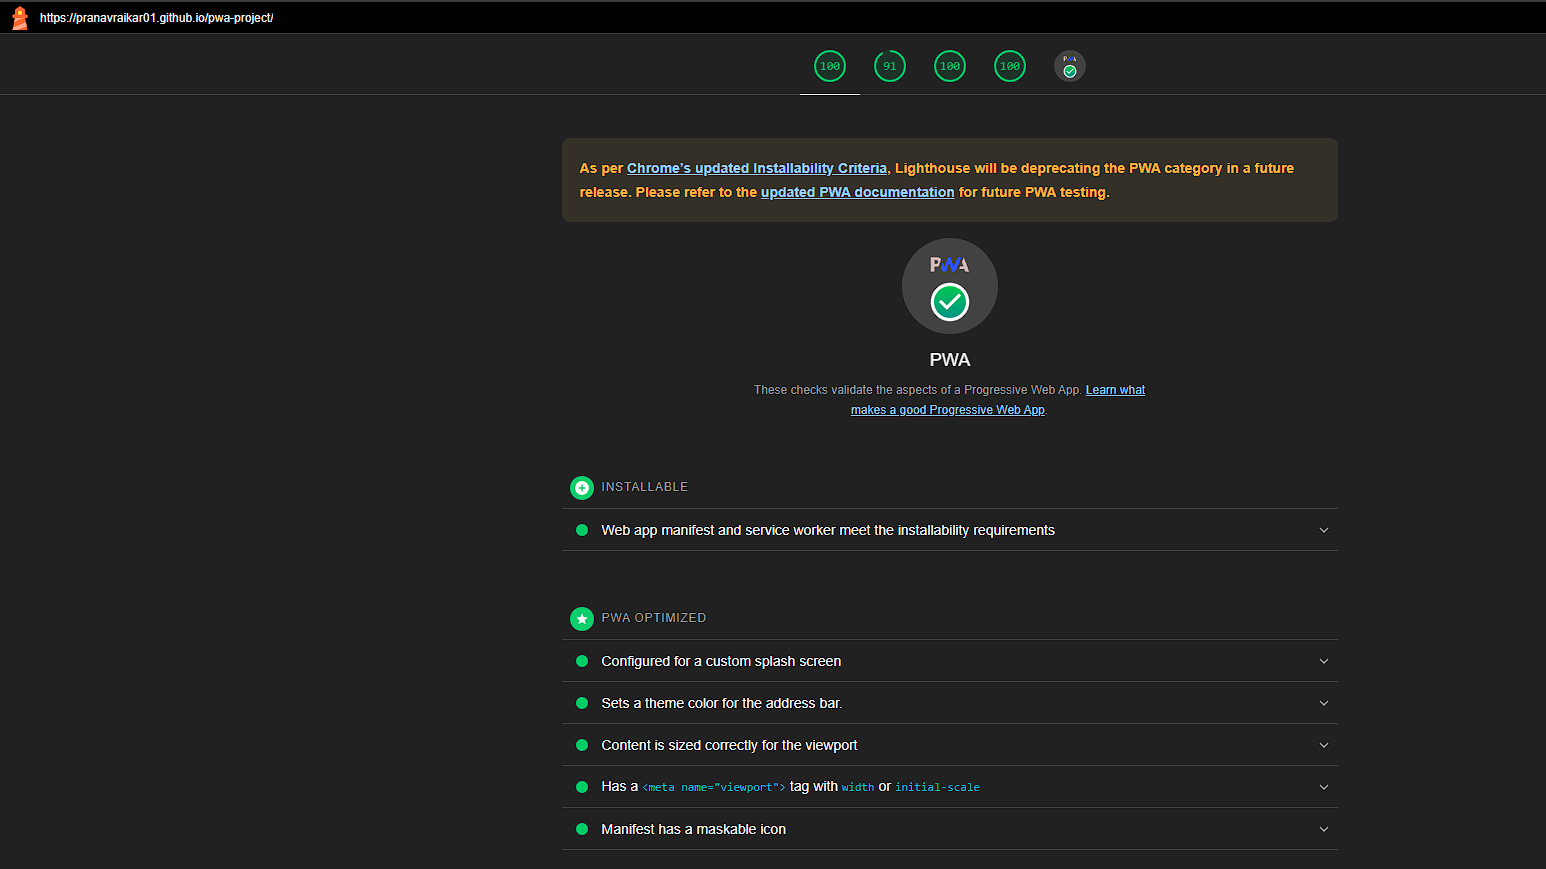 https://pranavraikar01.github.io/pwa-project/
100 91 100 100 PWA
As per Chrome’s updated Installability Criteria, Lighthouse will be deprecating the PWA category in a future
release. Please refer to the updated PWA documentation for future PWA testing.
PWA
PWA
These checks validate the aspects of a Progressive Web App. Learn what
makes a good Progressive Web App.
INSTALLABLE
Web app manifest and service worker meet the installability requirements
PWA OPTIMIZED
Configured for a custom splash screen
Sets a theme color for the address bar.
Content is sized correctly for the viewport
Has a <meta name="viewport"> tag with width or initial-scale
Manifest has a maskable icon